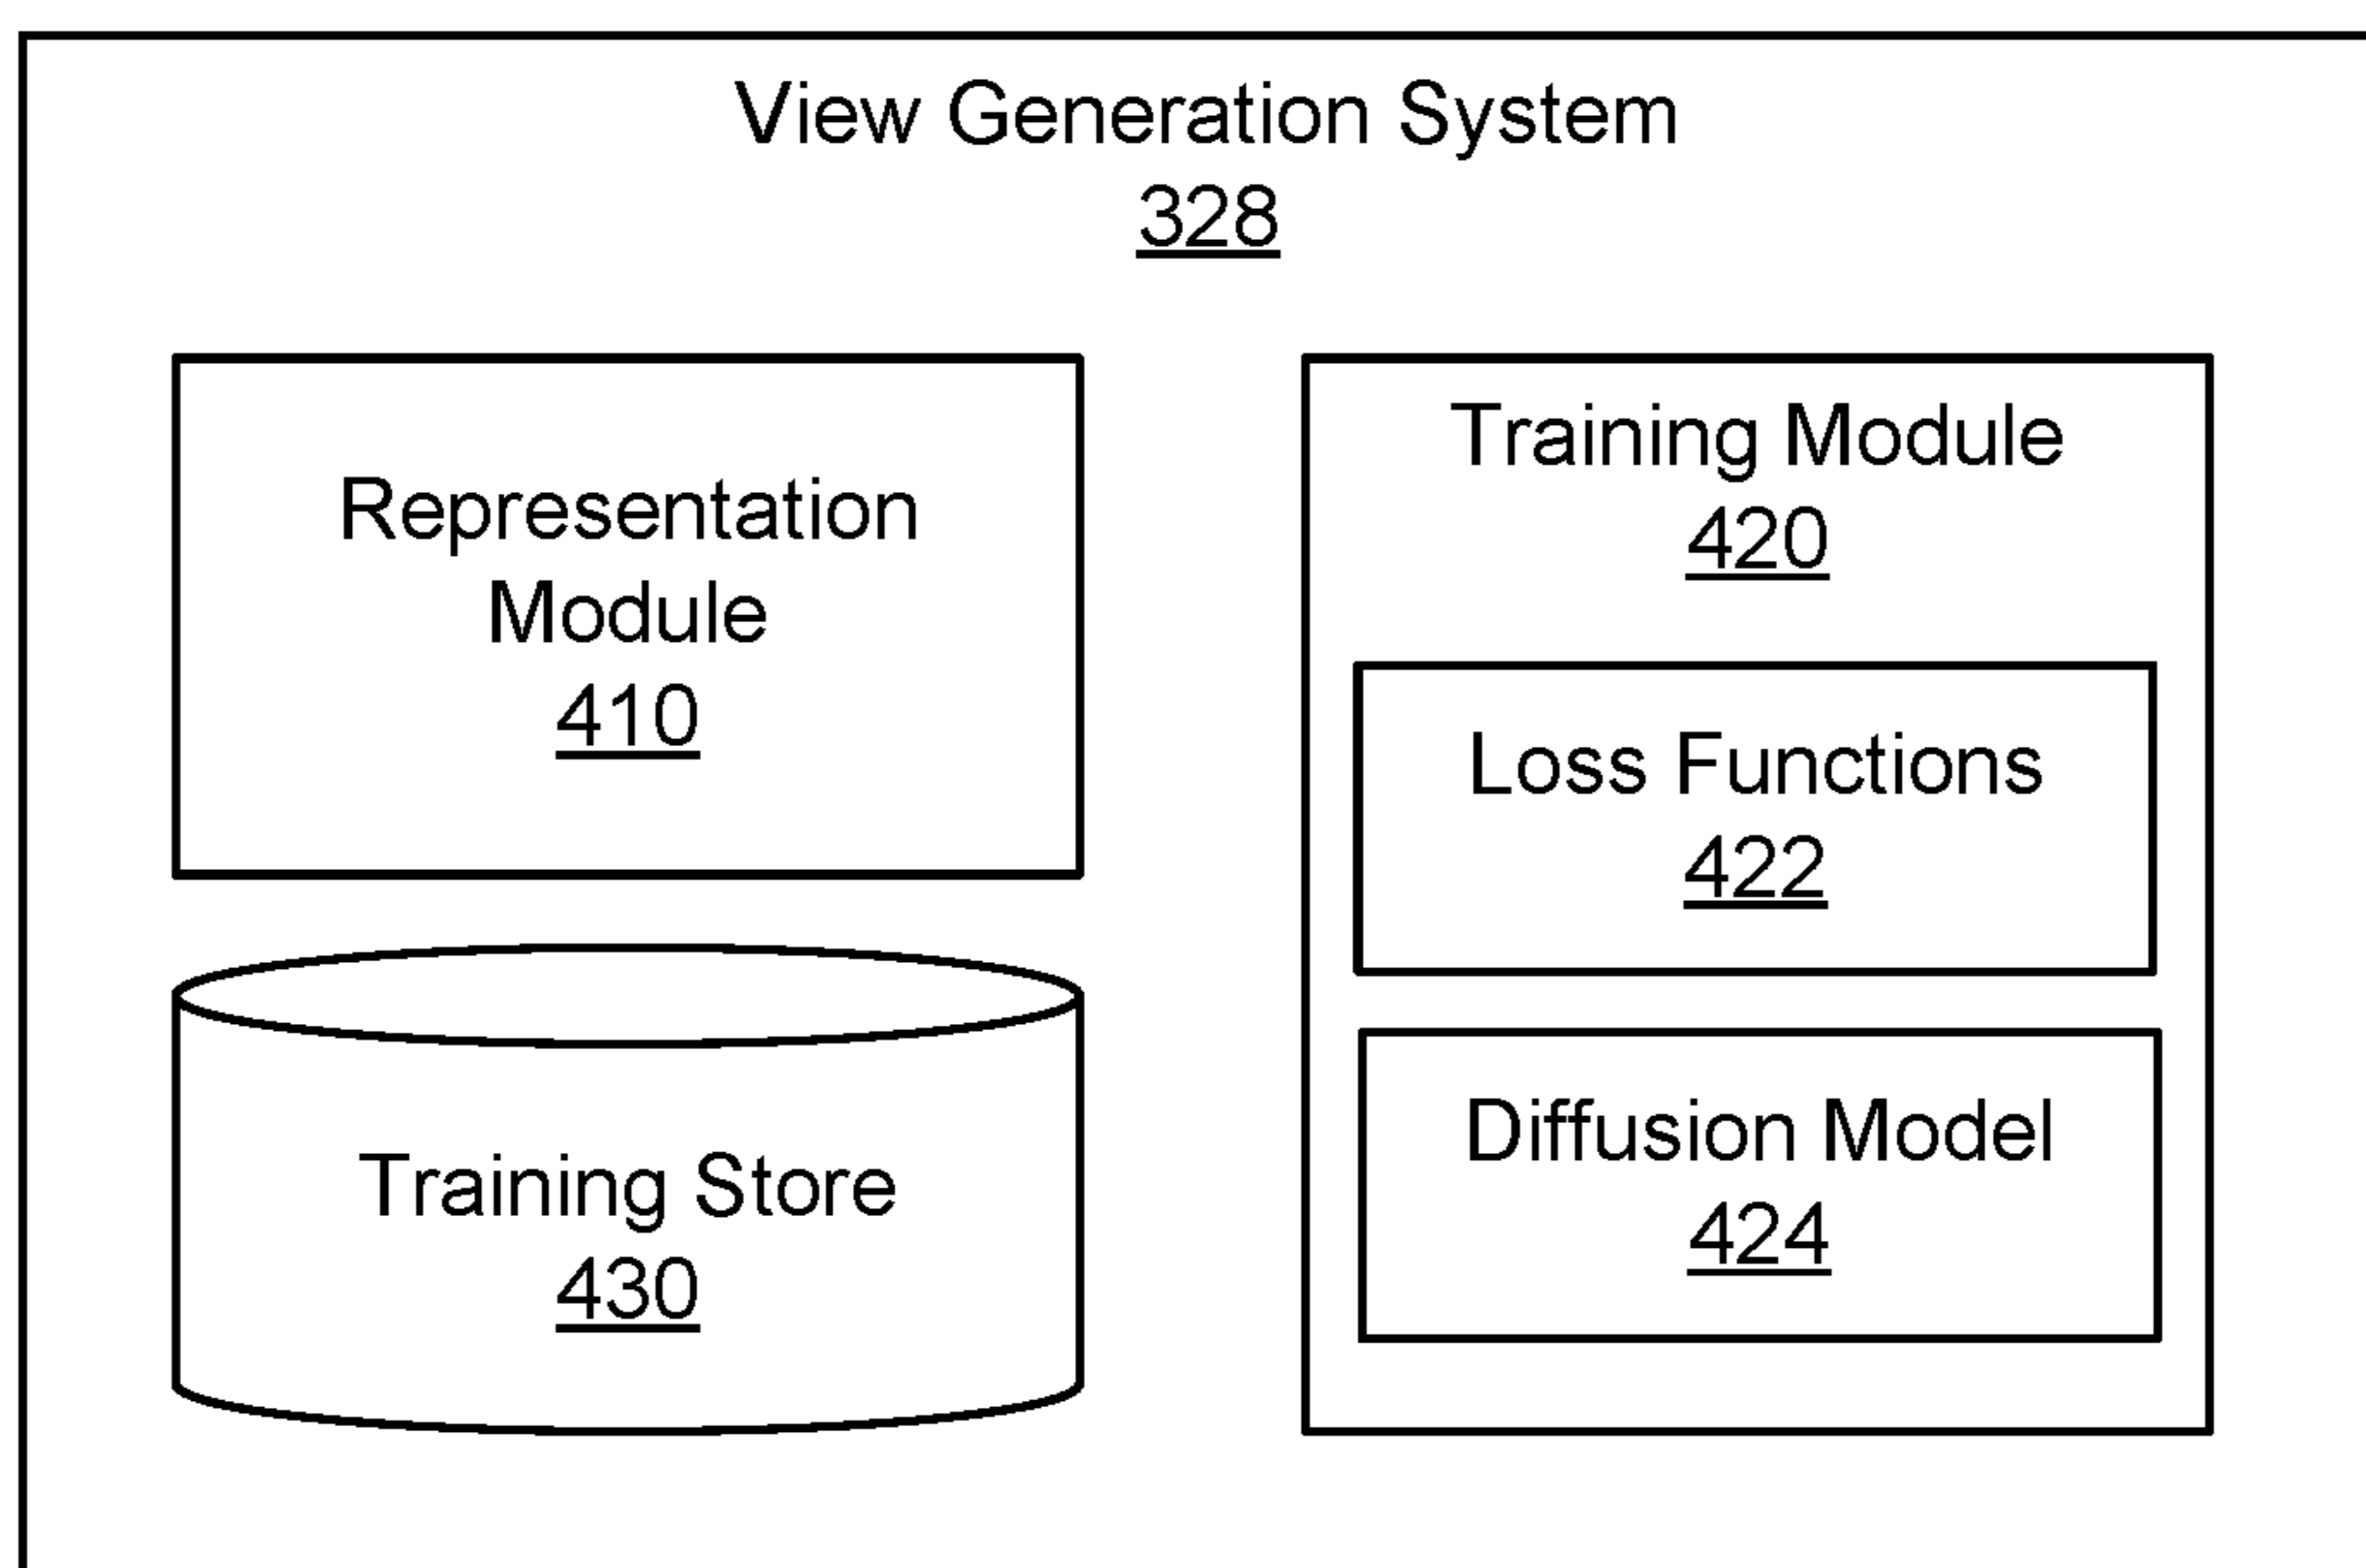 View Generation System
328
Representation
Module
410
Training Store
430
Training Module
420
Loss Functions
422
Diffusion Model
424